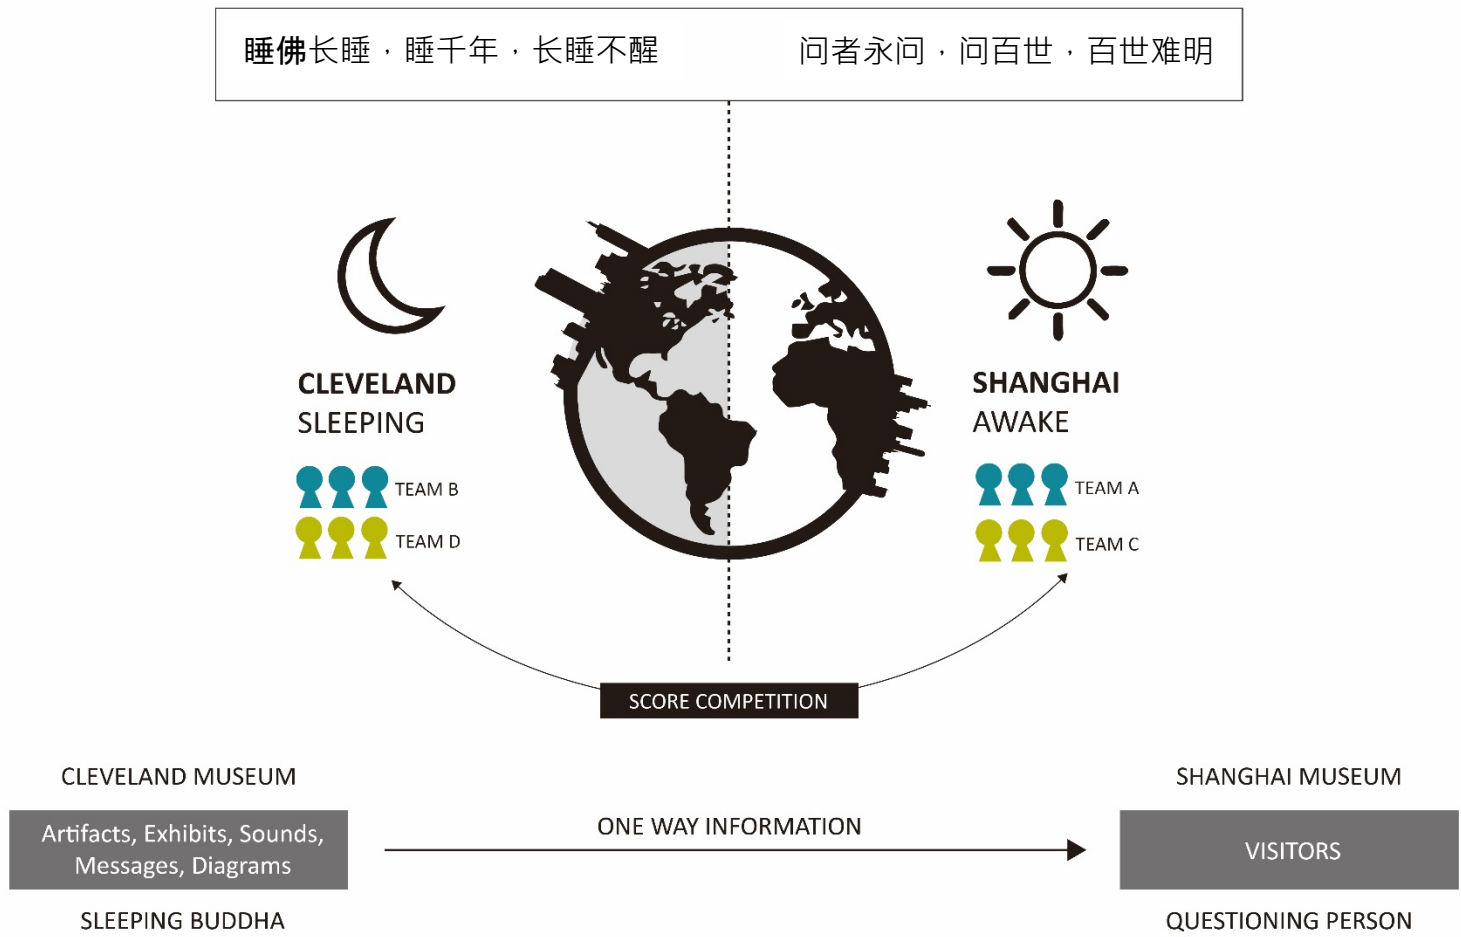 睡佛长睡，睡千年，长睡不醒
问者永问，问百世，百世难明
CLEVELAND
SLEEPING
TEAM B
TEAM D
SHANGHAI
AWAKE
TEAM A
TEAM C
SCORE COMPETITION
CLEVELAND MUSEUM
Artifacts, Exhibits, Sounds,
Messages, Diagrams
SLEEPING BUDDHA
ONE WAY INFORMATION
SHANGHAI MUSEUM
VISITORS
QUESTIONING PERSON